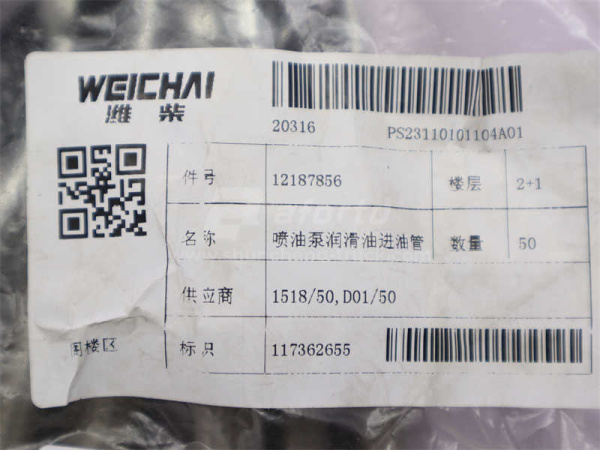 WEICHAI
潍柴
20316 PS23110101104A01
件号 12187856 楼层 2+1
名称 喷油泵润滑油进油管 数量 50
供应商 1518/50,D01/50
阁楼区 标识 117362655